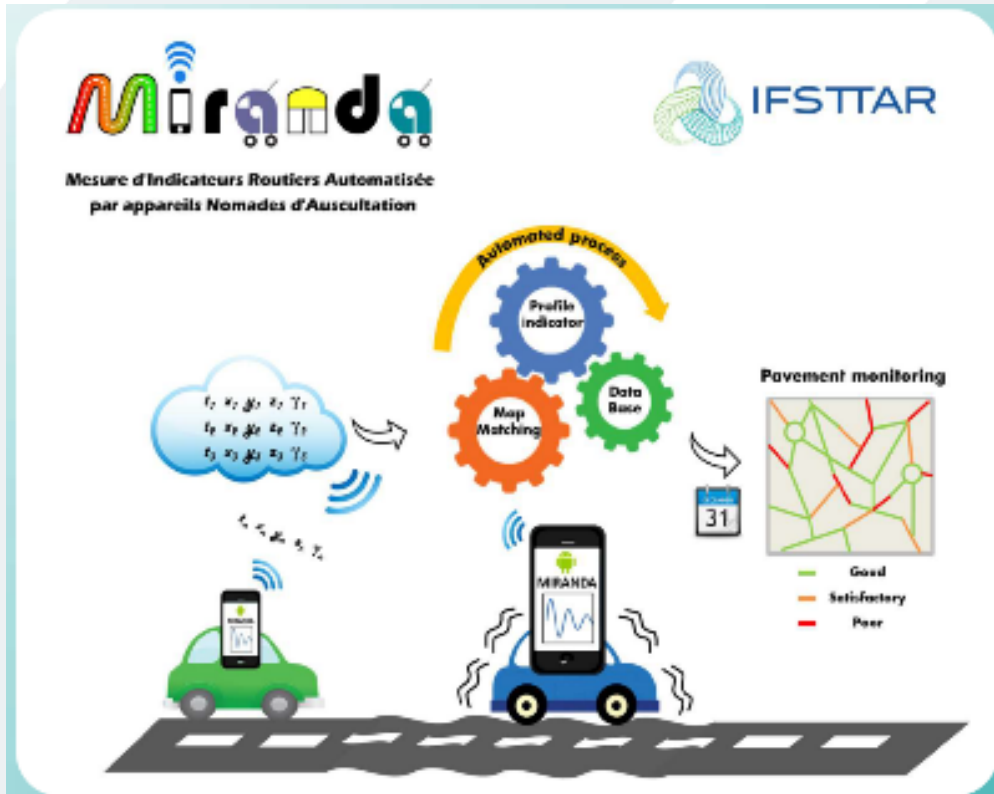 Miranda
IFSTTAR
Mesure d'Indicateurs Routiers Automatisée
par appareils Nomades d'Auscultation
Automated process
Profile
indicator
Map
Matching
Data
Base
Pavement monitoring
31
MIRANDA
Good
Satisfactory
Poor